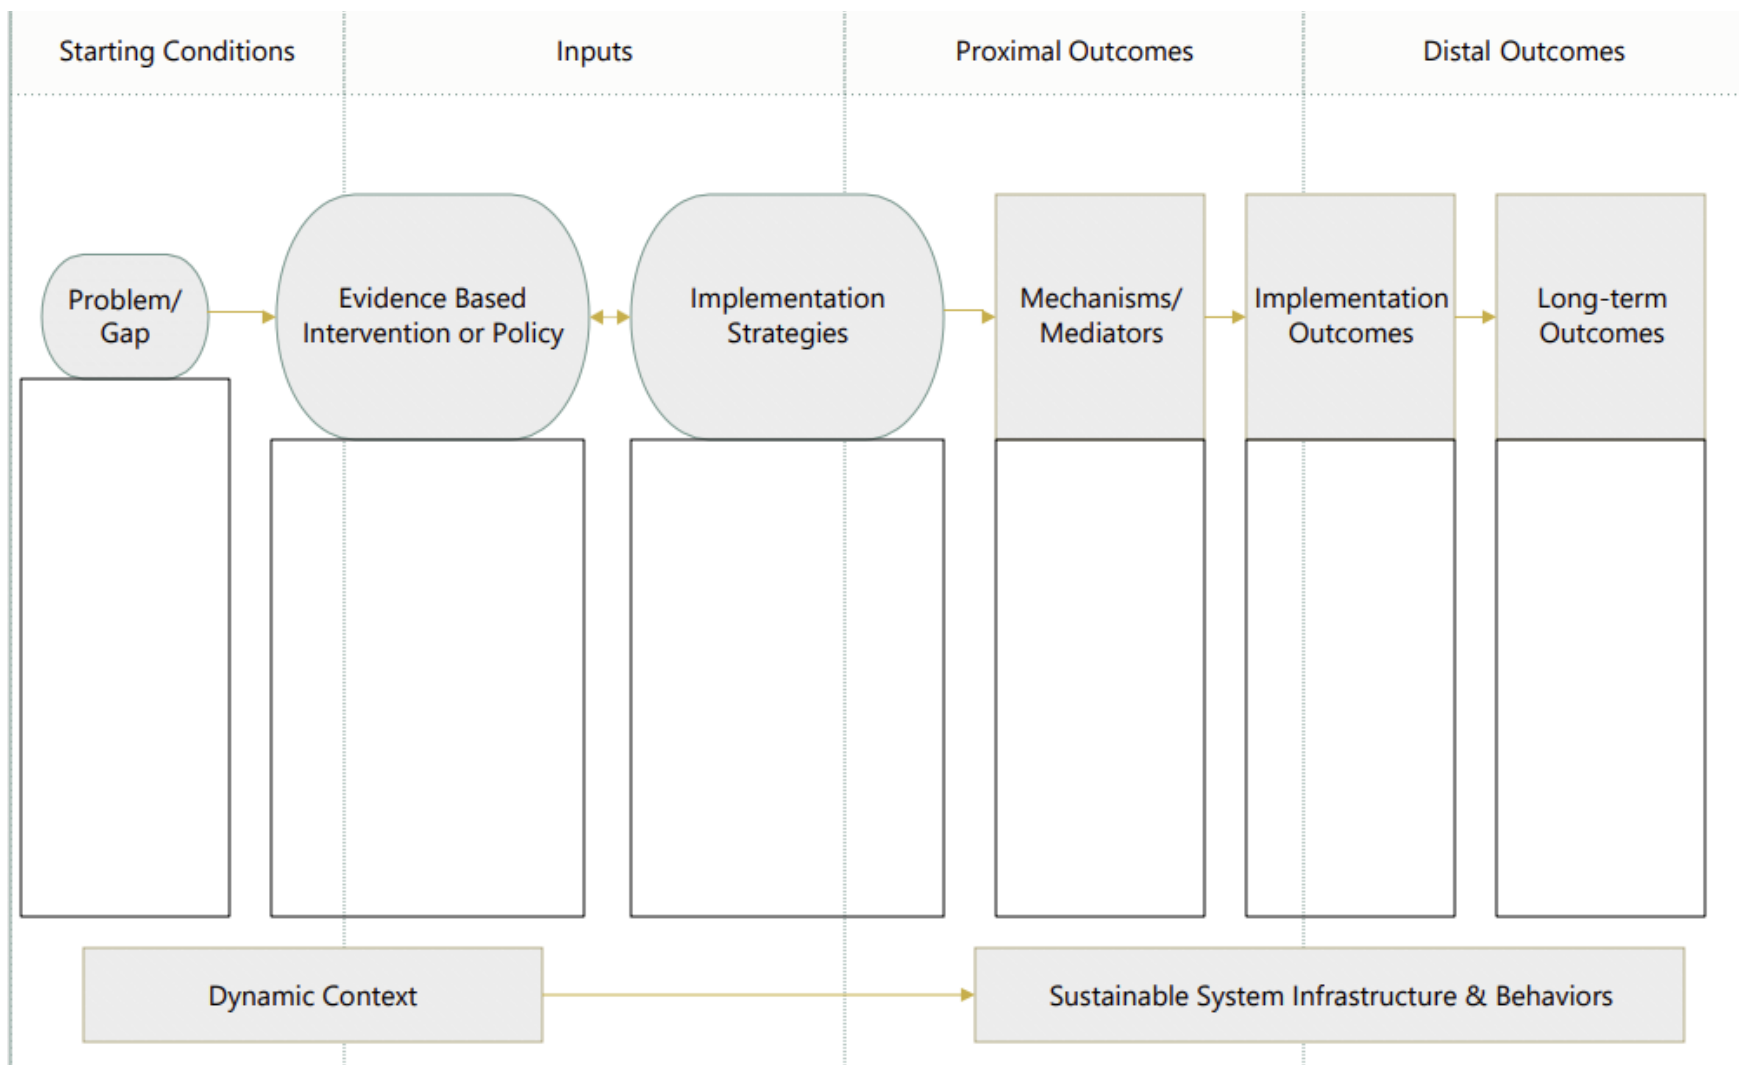 Starting Conditions
Inputs
Proximal Outcomes
Distal Outcomes
Problem/
Gap
Evidence Based
Intervention or Policy
Implementation
Strategies
Mechanisms/
Mediators
Implementation
Outcomes
Long-term
Outcomes
Dynamic Context
Sustainable System Infrastructure & Behaviors